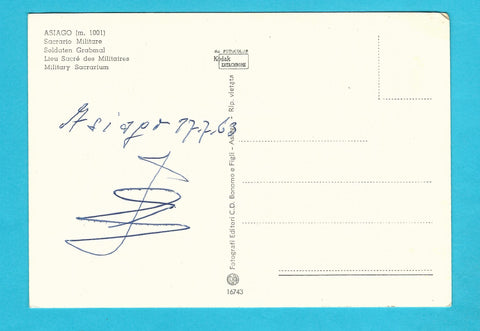 ASIAGO (m. 1001)
Sacrario Militare
Soldaten Grabmal
Lieu Sacré des Militaires
Military Sacrarium
Kodak
Asiago 17.7.63
Fotografi Editori C.D. Bonomo e Figli - Asiago - Rip. vietata
16743